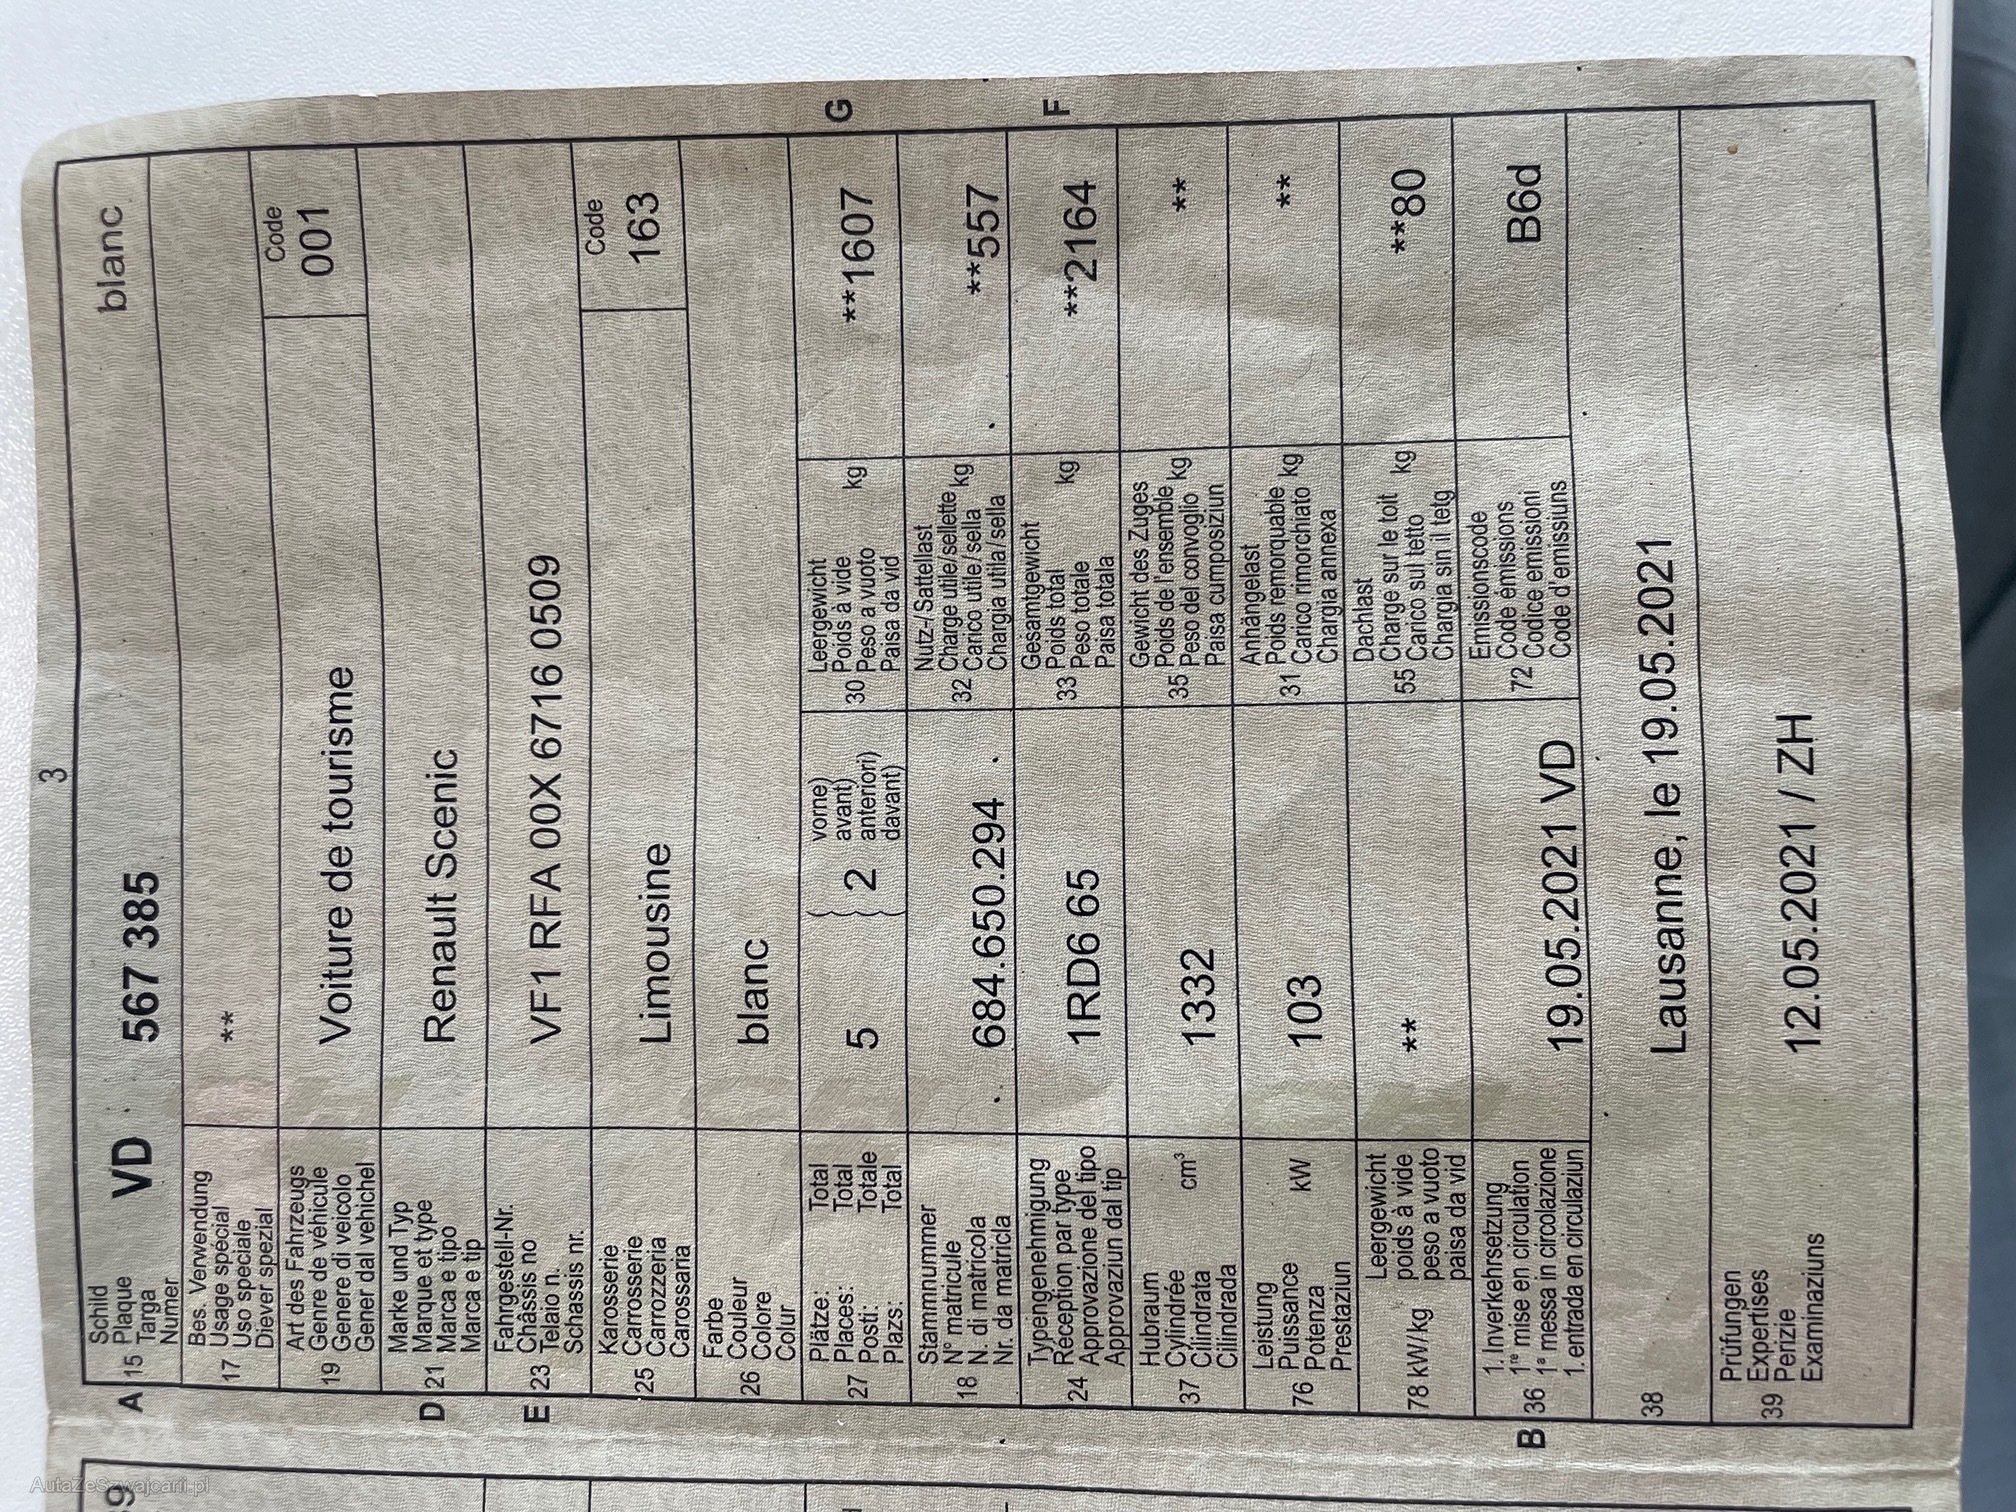 3
Schild
15 Plaque
Targa
Numer
A
VD 567 385 blanc
Bes. Verwendung
17 Usage spécial
Uso speciale
Diever spezial
**
Art des Fahrzeugs
19 Genre de véhicule
Genere di veicolo
Gener dal vehichel
Voiture de tourisme
Code
001
D
Marke und Typ
21 Marque et type
Marca e tipo
Marca e tip
Renault Scenic
E
Fahrgestell-Nr.
23 Châssis no
Telaio n.
Schassis nr.
VF1 RFA 00X 6716 0509
Karosserie
25 Carrosserie
Carrozzeria
Carossaria
Limousine
Code
163
Farbe
26 Couleur
Colore
Colur
blanc
Plätze: Total
27 Places: Total
Posti: Totale
Plazs: Total
5
( 2 vorne)
( avant)
( anteriori)
( davant)
Leergewicht
30 Poids à vide
Peso a vuoto kg
Paisa da vid
**1607
G
Stammnummer
18 N° matricule
N. di matricola
Nr. da matricla
. 684.650.294 .
Nutz-/Sattellast
32 Charge utile/sellette
Carico utile/sella kg
Chargia utila/sella
**557
.
Typengenehmigung
24 Réception par type
Approvazione del tipo
Approvaziun dal tip
1RD6 65
Gesamtgewicht
33 Poids total
Peso totale kg
Paisa totala
**2164
F
Hubraum
37 Cylindrée cm³
Cilindrata
Cilindrada
1332
Gewicht des Zuges
35 Poids de l'ensemble
Peso del convoglio kg
Paisa cumposiziun
**
Leistung
76 Puissance kW
Potenza
Prestaziun
103
Anhängelast
31 Poids remorquable
Carico rimorchiato kg
Chargia annexa
**
78 kW/kg
Leergewicht
poids à vide
peso a vuoto
paisa da vid
**
Dachlast
55 Charge sur le toit
Carico sul tetto kg
Chargia sin il tetg
**80
B
1. Inverkehrsetzung
36 1re mise en circulation
1a messa in circolazione
1. entrada en circulaziun
19.05.2021 VD
Emissionscode
72 Code émissions
Codice emissioni
Code d'emissiuns
B6d
38
Lausanne, le 19.05.2021
Prüfungen
39 Expertises
Perizie
Examinaziuns
12.05.2021 / ZH
AutaZeSzwajcarii.pl